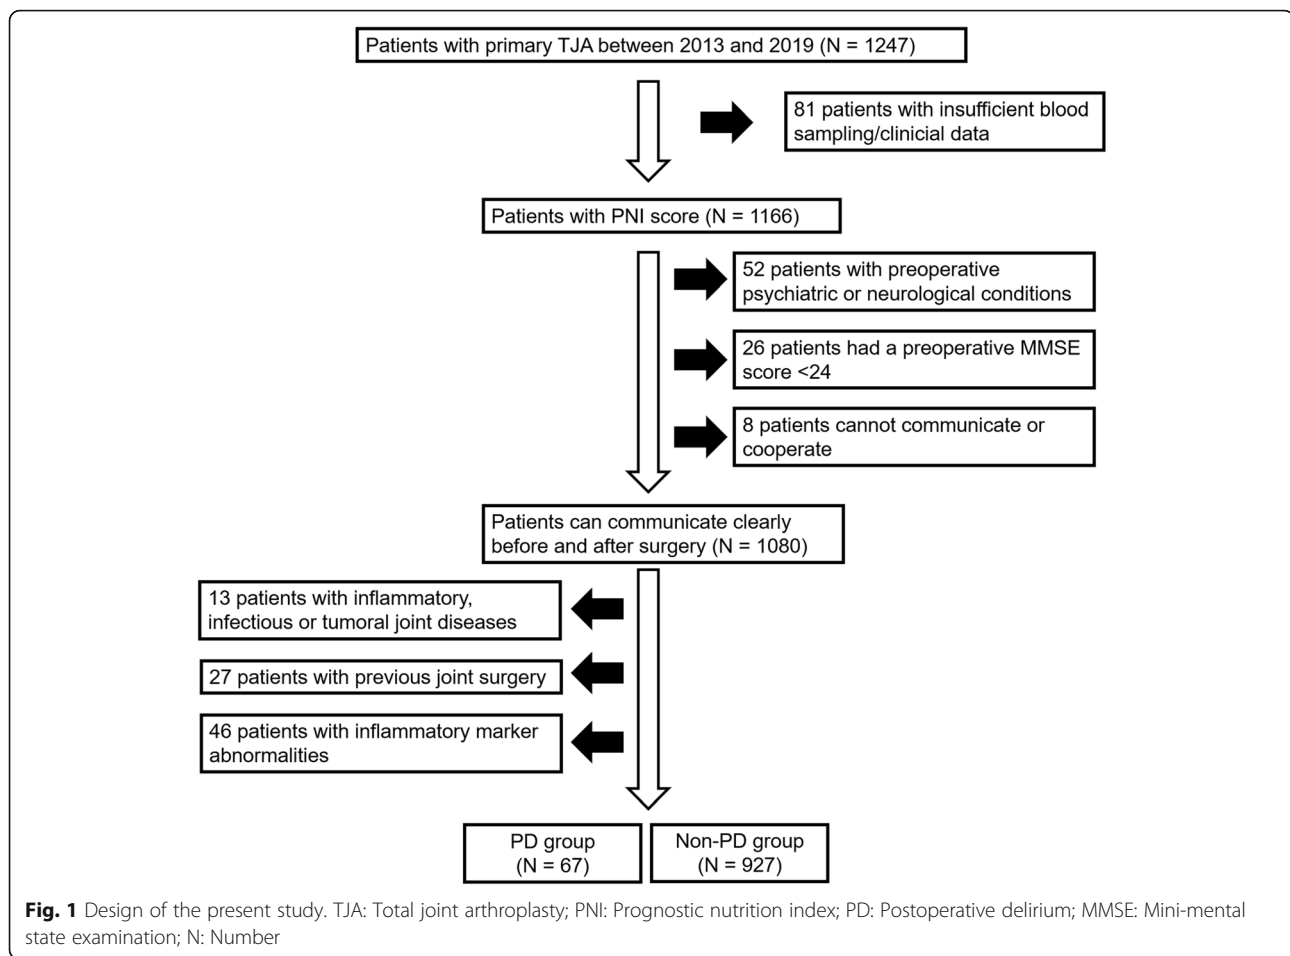 Patients with primary TJA between 2013 and 2019 (N = 1247)
81 patients with insufficient blood
sampling/clinicial data
Patients with PNI score (N = 1166)
52 patients with preoperative
psychiatric or neurological conditions
26 patients had a preoperative MMSE
score <24
8 patients cannot communicate or
cooperate
Patients can communicate clearly
before and after surgery (N = 1080)
13 patients with inflammatory,
infectious or tumoral joint diseases
27 patients with previous joint surgery
46 patients with inflammatory marker
abnormalities
PD group
(N = 67)
Non-PD group
(N = 927)
Fig. 1 Design of the present study. TJA: Total joint arthroplasty; PNI: Prognostic nutrition index; PD: Postoperative delirium; MMSE: Mini-mental
state examination; N: Number